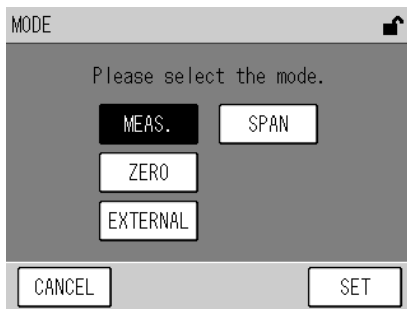 MODE
Please select the mode.
MEAS. SPAN
ZERO
EXTERNAL
CANCEL SET